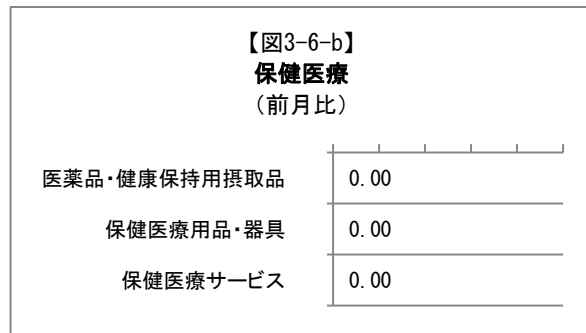 【図3-6-b】
保健医療
（前月比）
医薬品・健康保持用摂取品 0.00
保健医療用品・器具 0.00
保健医療サービス 0.00